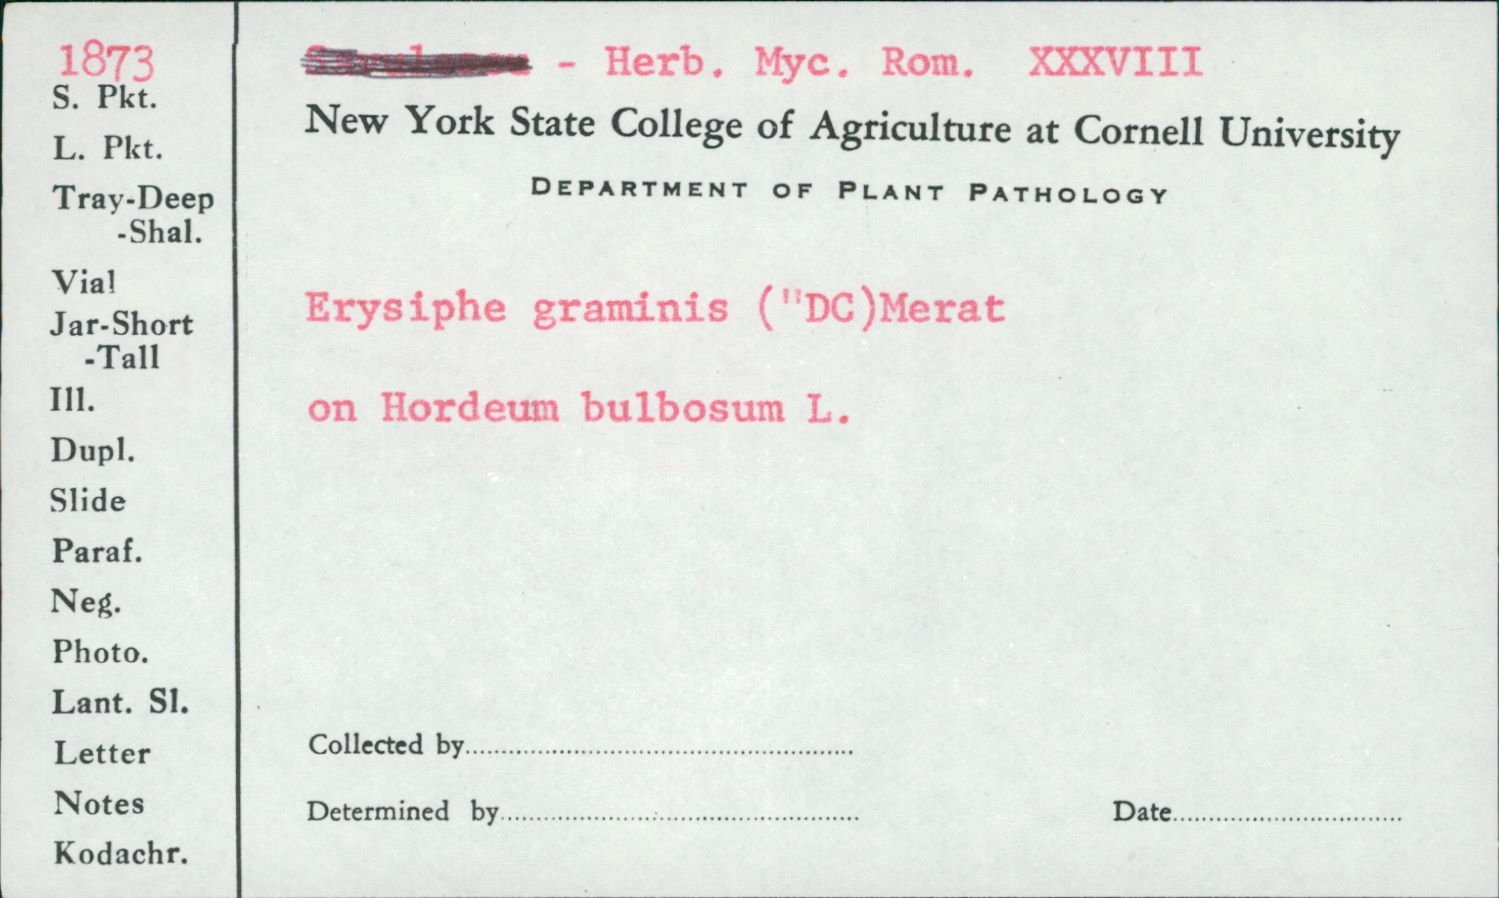 1873
S. Pkt.
L. Pkt.
Tray-Deep
-Shal.
Vial
Jar-Short
-Tall
Ill.
Dupl.
Slide
Paraf.
Neg.
Photo.
Lant. Sl.
Letter
Notes
Kodachr.
- Herb. Myc. Rom. XXXVIII
New York State College of Agriculture at Cornell University
DEPARTMENT OF PLANT PATHOLOGY
Erysiphe graminis ("DC)Merat
on Hordeum bulbosum L.
Collected by
Determined by
Date